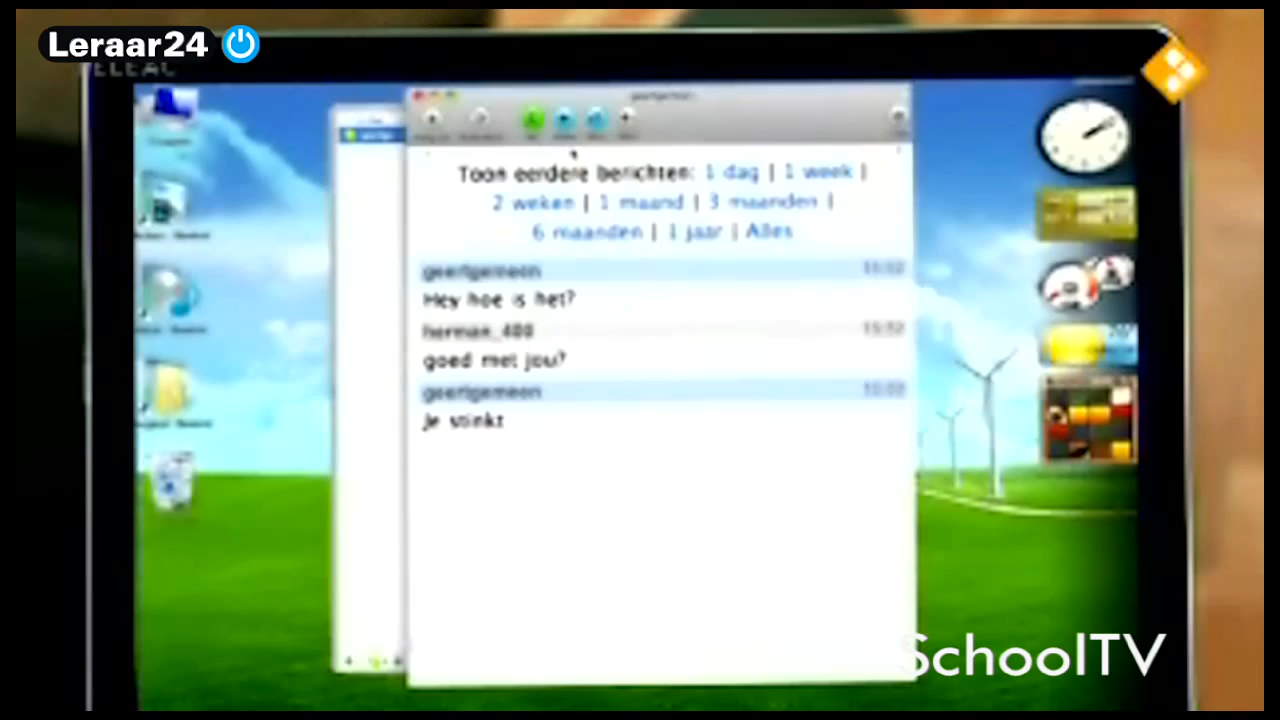 Leraar24
ELEAC
Toon eerdere berichten: 1 dag | 1 week |
2 weken | 1 maand | 3 maanden |
6 maanden | 1 jaar | Alles
geertgemeen
Hey hoe is het?
herman_400
goed met jou?
geertgemeen
Je stinkt
SchoolTV